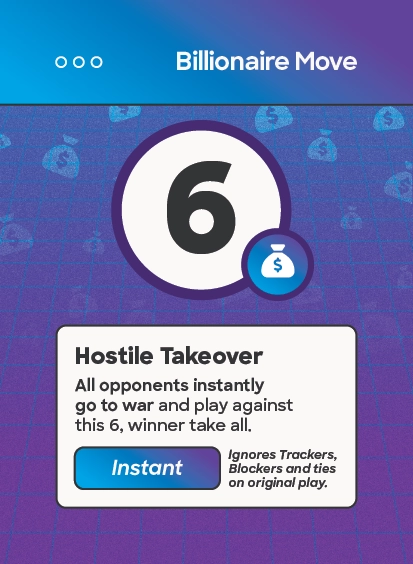 Billionaire Move
6
$
Hostile Takeover
All opponents instantly
go to war and play against
this 6, winner take all.
Instant
Ignores Trackers,
Blockers and ties
on original play.